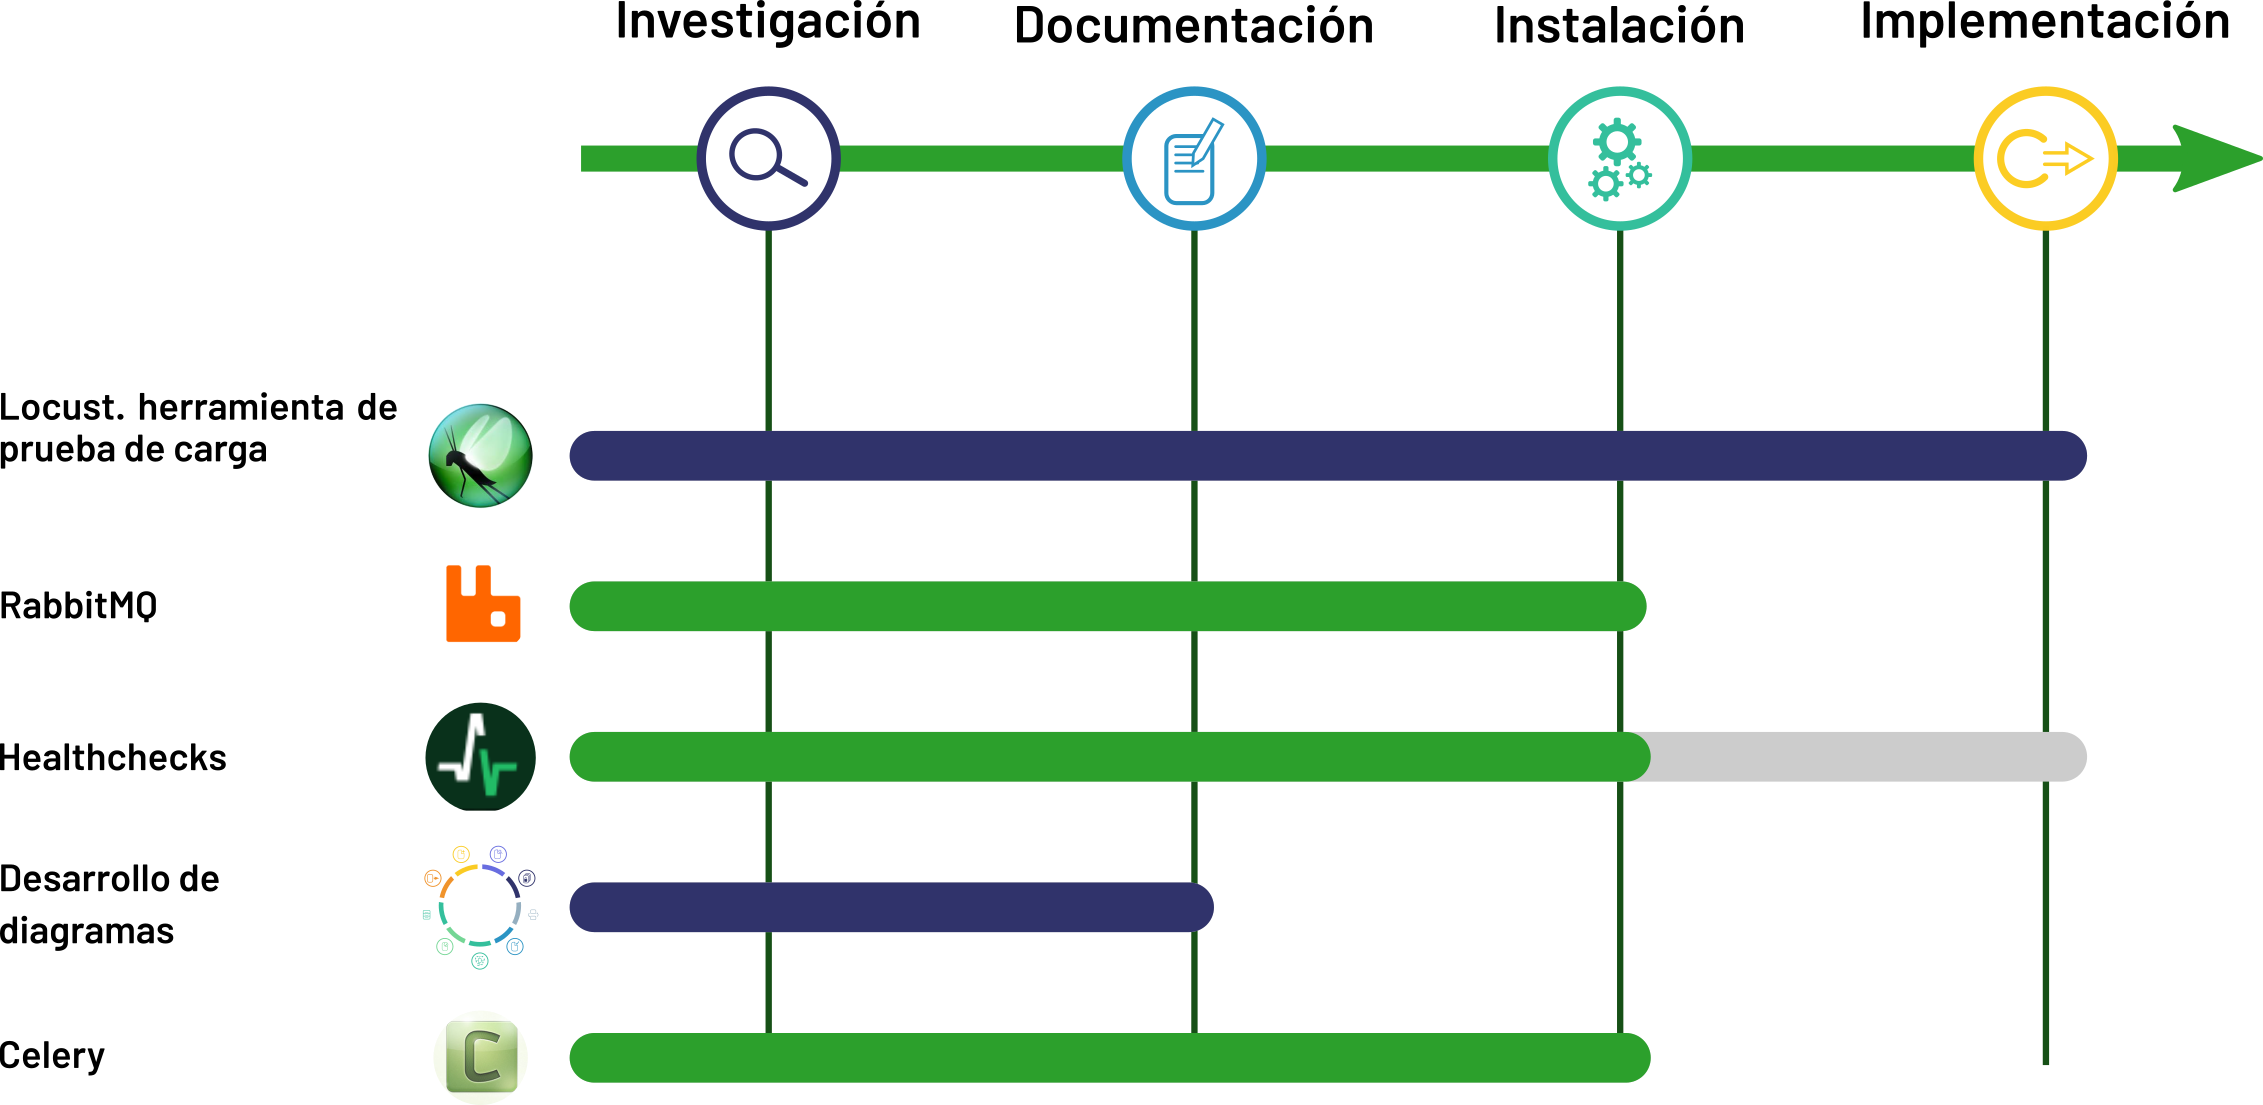 Investigación
Documentación
Instalación
Implementación
Locust. herramienta de
prueba de carga
RabbitMQ
Healthchecks
Desarrollo de
diagramas
Celery
C